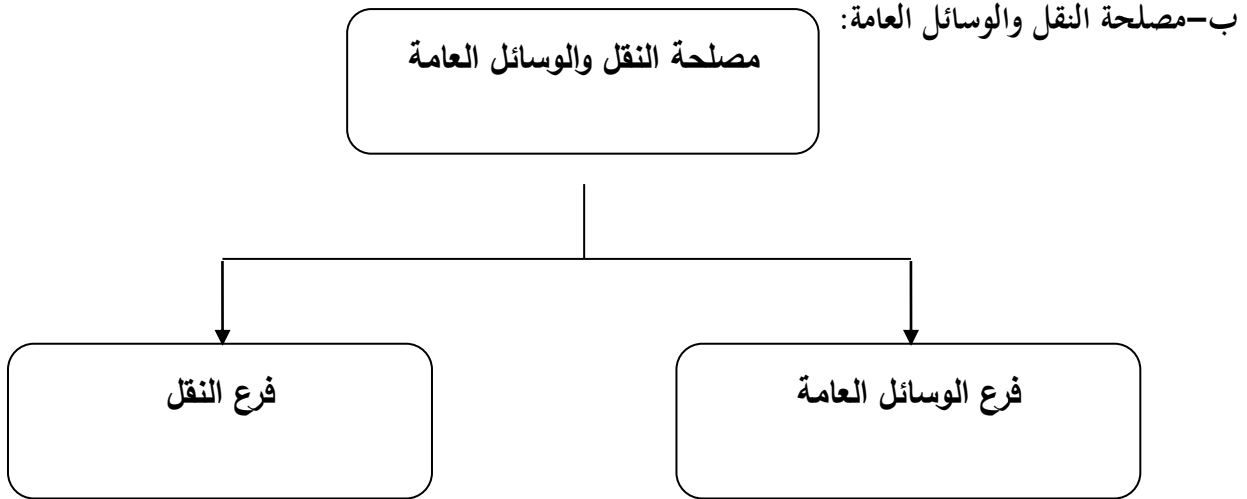 ب–مصلحة النقل والوسائل العامة:
مصلحة النقل والوسائل العامة
فرع الوسائل العامة
فرع النقل